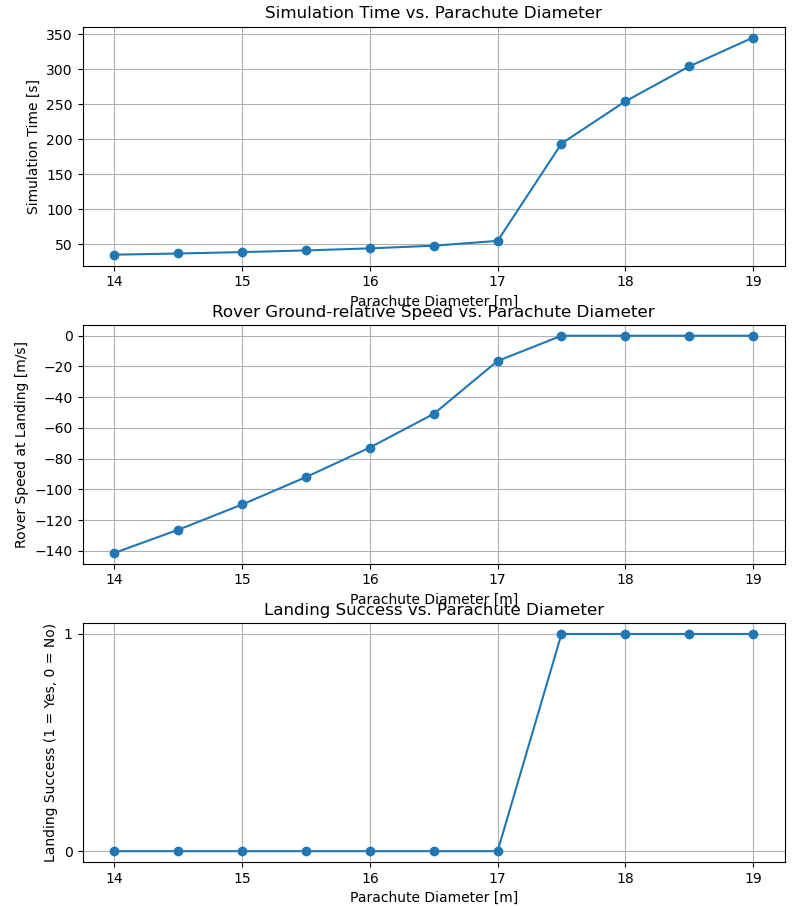 Simulation Time vs. Parachute Diameter
Simulation Time [s]
350
300
250
200
150
100
50
14 15 16 17 18 19
Parachute Diameter [m]
Rover Ground-relative Speed vs. Parachute Diameter
Rover Speed at Landing [m/s]
0
−20
−40
−60
−80
−100
−120
−140
14 15 16 17 18 19
Parachute Diameter [m]
Landing Success vs. Parachute Diameter
Landing Success (1 = Yes, 0 = No)
1
0
14 15 16 17 18 19
Parachute Diameter [m]